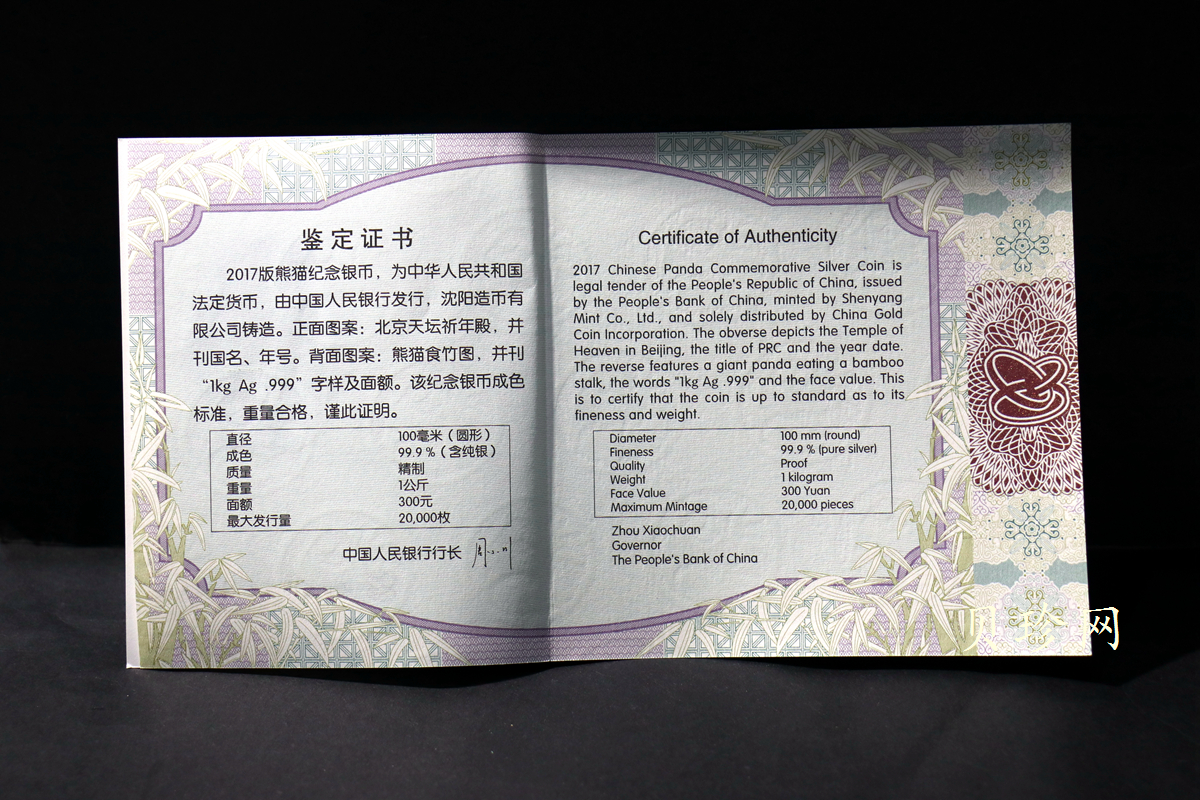 鉴定证书
2017版熊猫纪念银币，为中华人民共和国
法定货币，由中国人民银行发行，沈阳造币有
限公司铸造。正面图案：北京天坛祈年殿，并
刊国名、年号。背面图案：熊猫食竹图，并刊
“1kg Ag .999”字样及面额。该纪念银币成色
标准，重量合格，谨此证明。
直径 100毫米（圆形）
成色 99.9 %（含纯银）
质量 精制
重量 1公斤
面额 300元
最大发行量 20,000枚
中国人民银行行长
Certificate of Authenticity
2017 Chinese Panda Commemorative Silver Coin is
legal tender of the People's Republic of China, issued
by the People's Bank of China, minted by Shenyang
Mint Co., Ltd., and solely distributed by China Gold
Coin Incorporation. The obverse depicts the Temple of
Heaven in Beijing, the title of PRC and the year date.
The reverse features a giant panda eating a bamboo
stalk, the words "1kg Ag .999" and the face value. This
is to certify that the coin is up to standard as to its
fineness and weight.
Diameter 100 mm (round)
Fineness 99.9 % (pure silver)
Quality Proof
Weight 1 kilogram
Face Value 300 Yuan
Maximum Mintage 20,000 pieces
Zhou Xiaochuan
Governor
The People's Bank of China
网